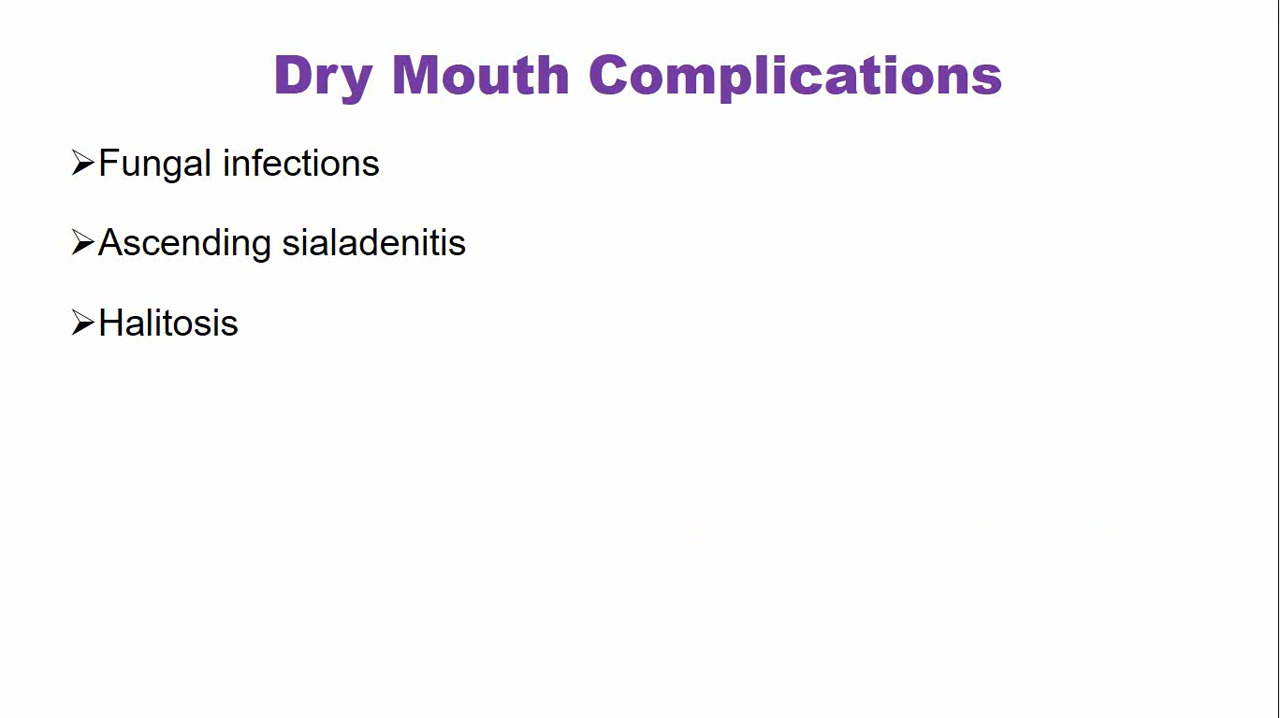 Dry Mouth Complications
➢Fungal infections
➢Ascending sialadenitis
➢Halitosis